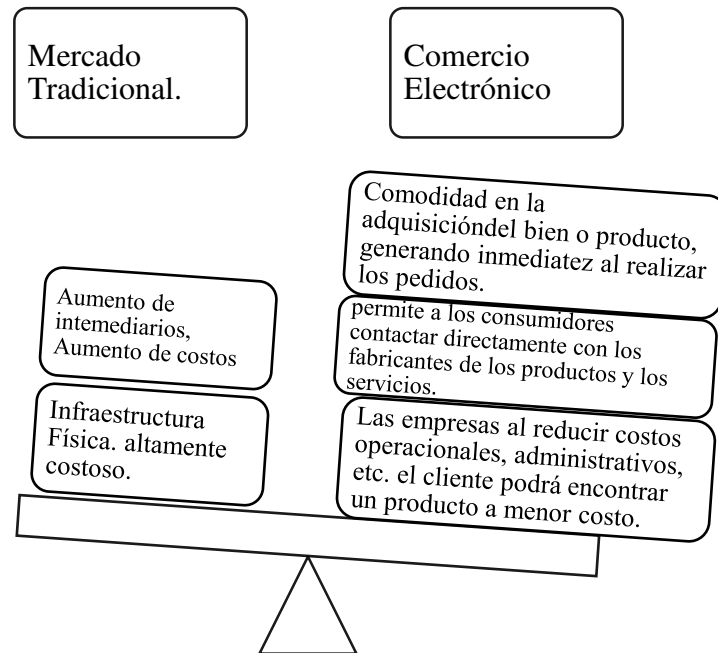 Mercado
Tradicional.
Comercio
Electrónico
Aumento de
intemediarios,
Aumento de costos
Infraestructura
Física. altamente
costoso.
Comodidad en la
adquisicióndel bien o producto,
generando inmediatez al realizar
los pedidos.
permite a los consumidores
contactar directamente con los
fabricantes de los productos y los
servicios.
Las empresas al reducir costos
operacionales, administrativos,
etc. el cliente podrá encontrar
un producto a menor costo.